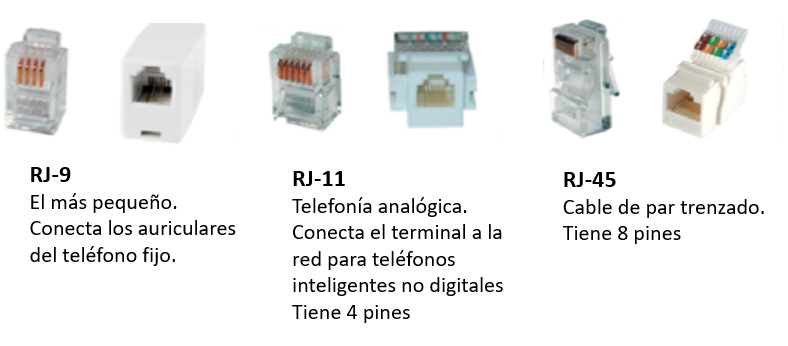 RJ-9
El más pequeño.
Conecta los auriculares
del teléfono fijo.
RJ-11
Telefonía analógica.
Conecta el terminal a la
red para teléfonos
inteligentes no digitales
Tiene 4 pines
RJ-45
Cable de par trenzado.
Tiene 8 pines